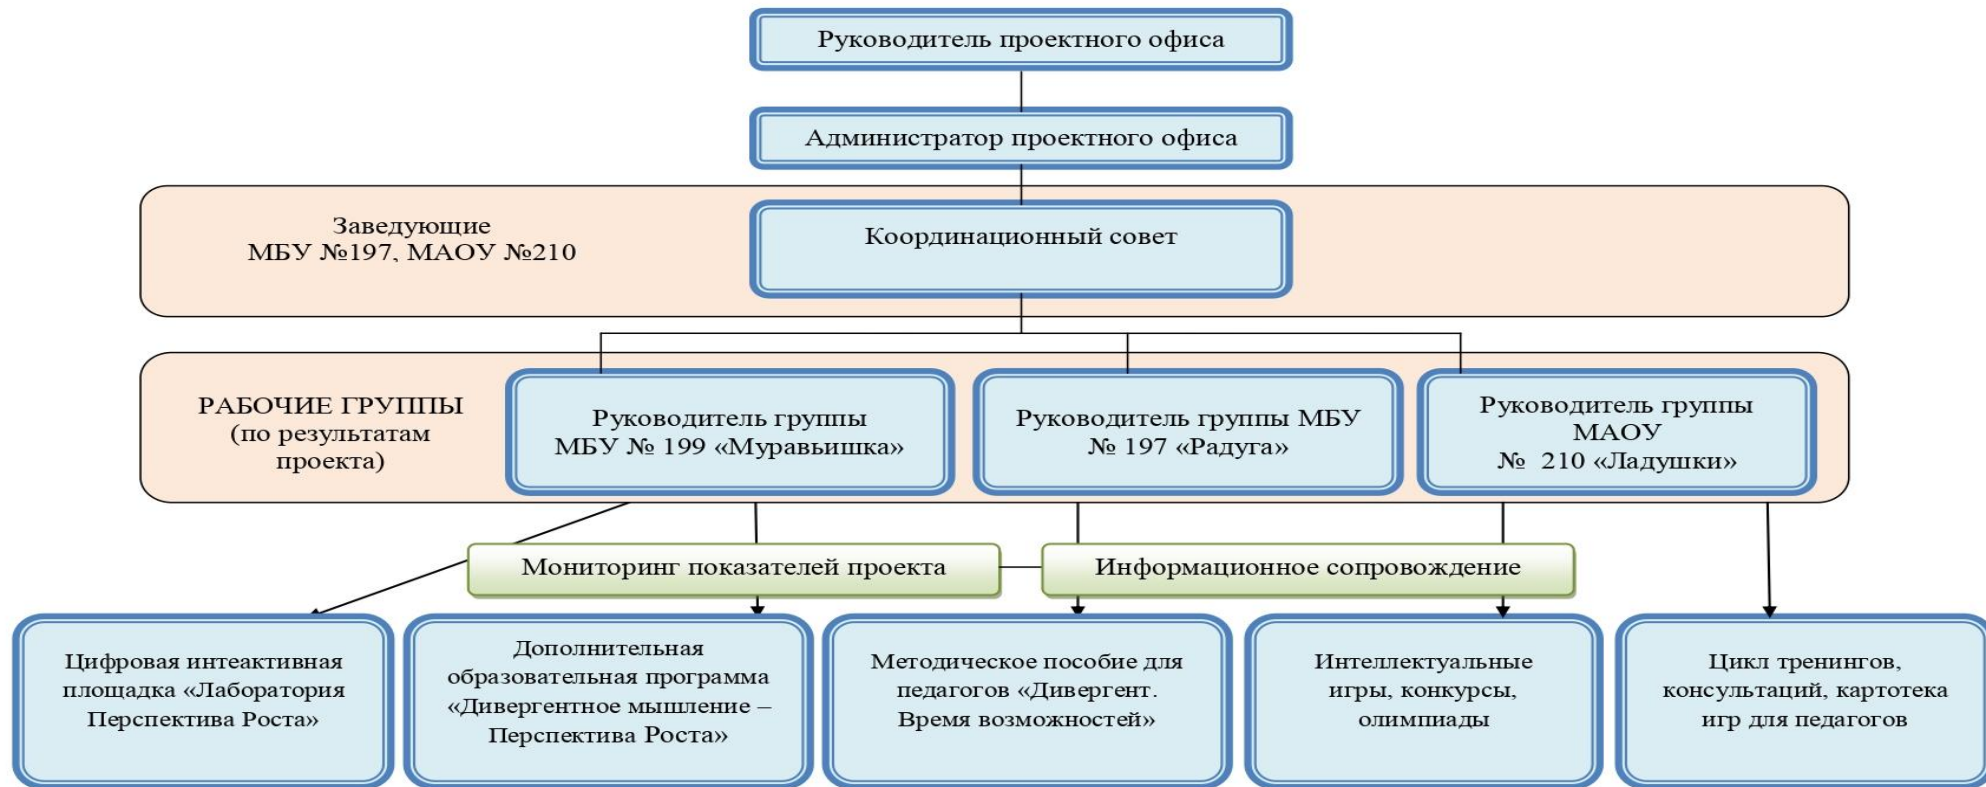 Руководитель проектного офиса
Администратор проектного офиса
Заведующие
МБУ №197, МАОУ №210
Координационный совет
РАБОЧИЕ ГРУППЫ
(по результатам
проекта)
Руководитель группы
МБУ № 199 «Муравьишка»
Руководитель группы МБУ
№ 197 «Радуга»
Руководитель группы
МАОУ
№ 210 «Ладушки»
Мониторинг показателей проекта
Информационное сопровождение
Цифровая интеактивная
площадка «Лаборатория
Перспектива Роста»
Дополнительная
образовательная программа
«Дивергентное мышление –
Перспектива Роста»
Методическое пособие для
педагогов «Дивергент.
Время возможностей»
Интеллектуальные
игры, конкурсы,
олимпиады
Цикл тренингов,
консультаций, картотека
игр для педагогов